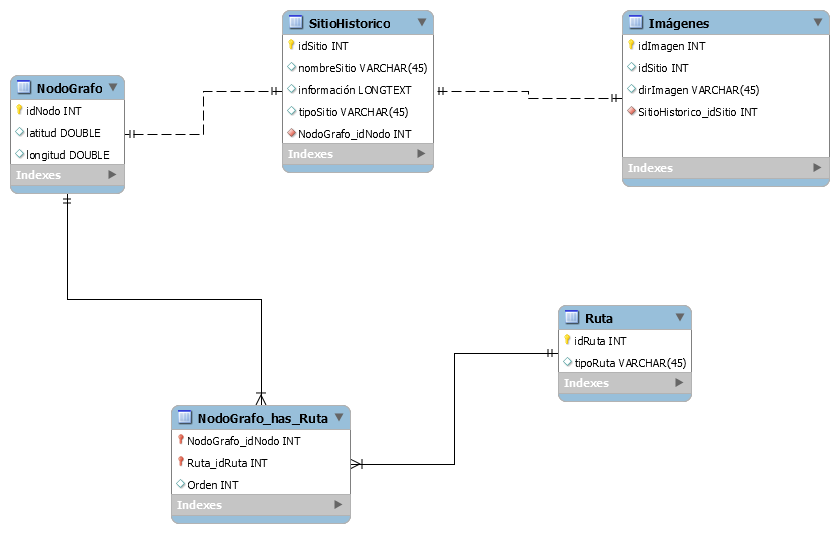 SitioHistorico
idSitio INT
nombreSitio VARCHAR(45)
información LONGTEXT
tipoSitio VARCHAR(45)
NodoGrafo_idNodo INT
Indexes
Imágenes
idImagen INT
idSitio INT
dirImagen VARCHAR(45)
SitioHistorico_idSitio INT
Indexes
NodoGrafo
idNodo INT
latitud DOUBLE
longitud DOUBLE
Indexes
Ruta
idRuta INT
tipoRuta VARCHAR(45)
Indexes
NodoGrafo_has_Ruta
NodoGrafo_idNodo INT
Ruta_idRuta INT
Orden INT
Indexes